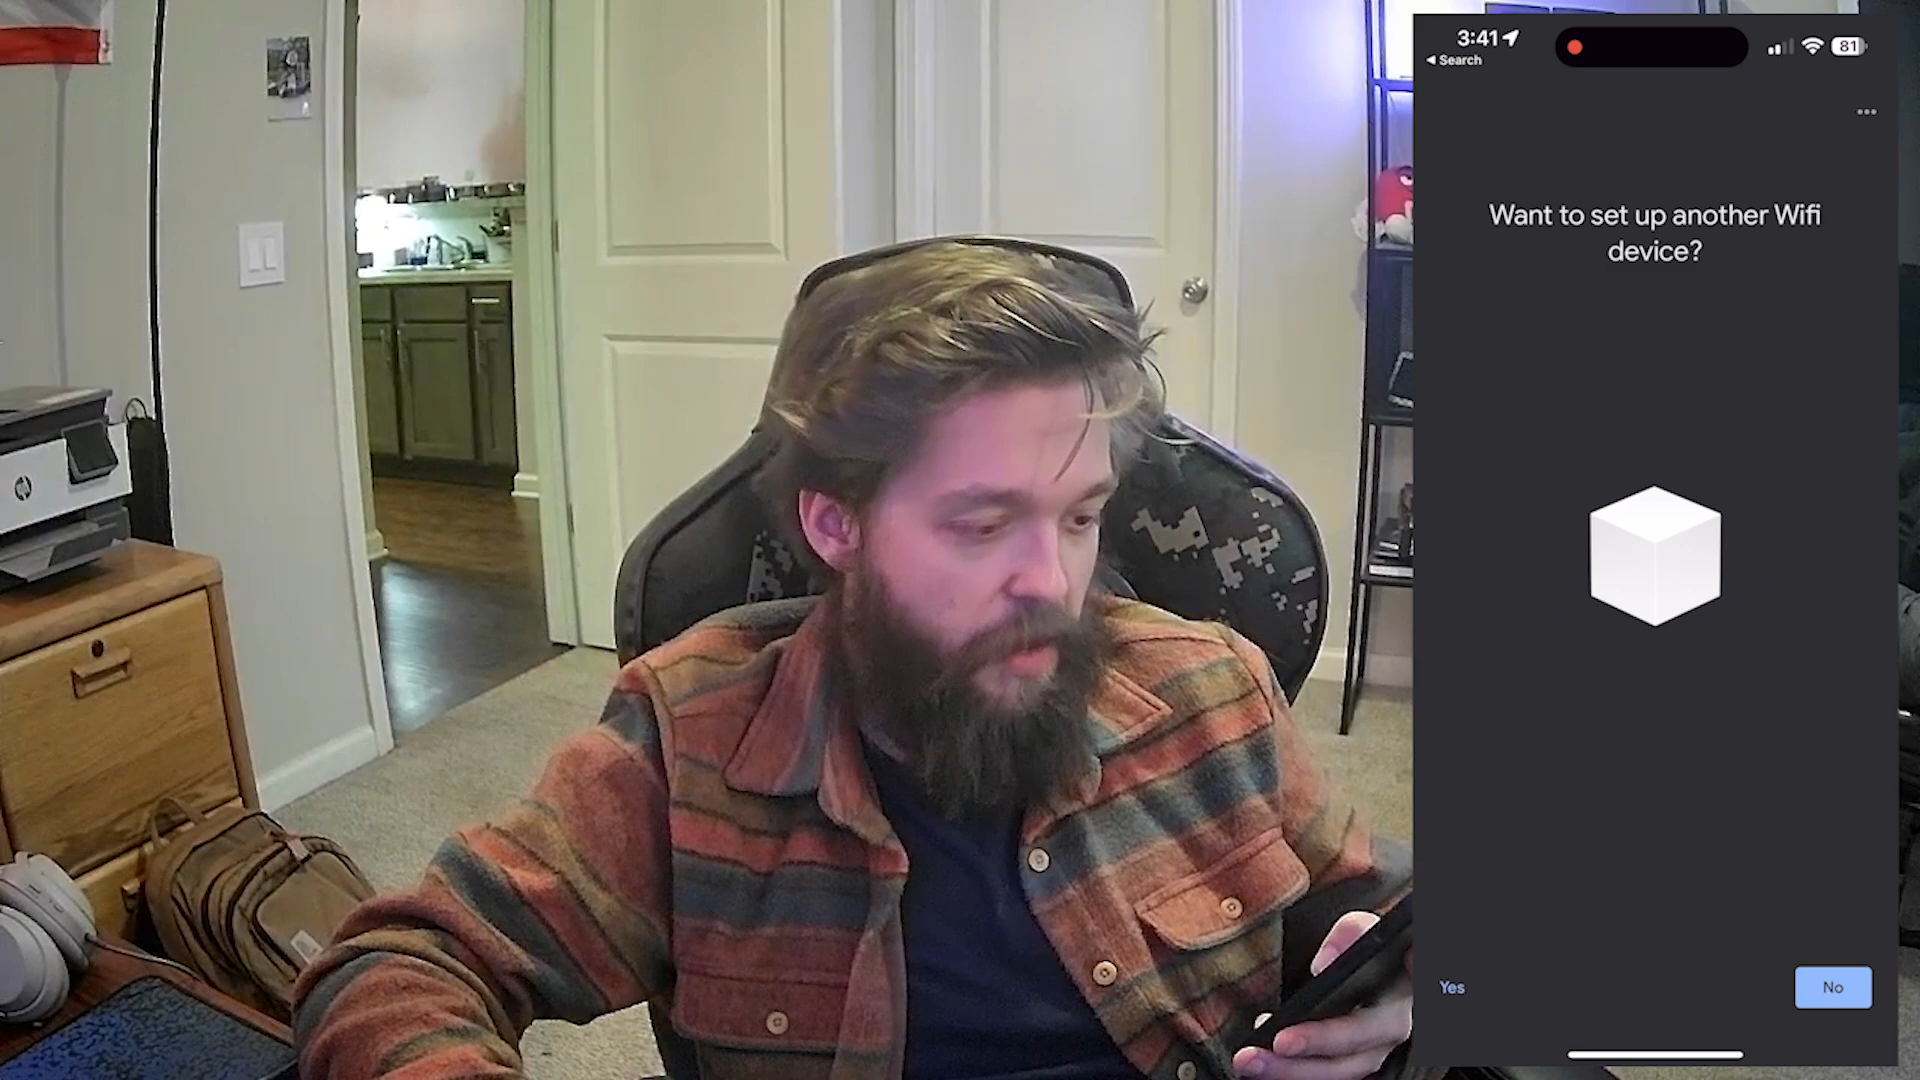 3:41
81
◀ Search
...
Want to set up another Wifi
device?
Yes
No
hp